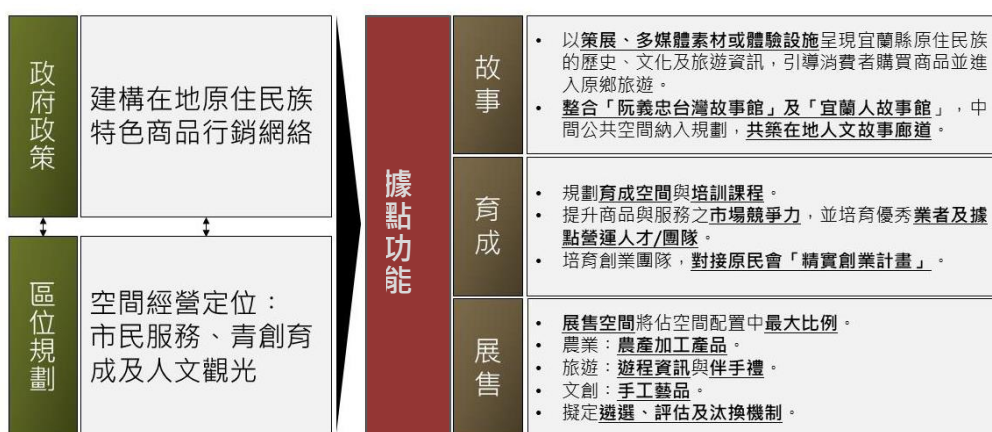 政府政策
建構在地原住民族
特色商品行銷網絡
區位規劃
空間經營定位：
市民服務、青創育
成及人文觀光
據點功能
故事
• 以策展、多媒體素材或體驗設施呈現宜蘭縣原住民族
的歷史、文化及旅遊資訊，引導消費者購買商品並進
入原鄉旅遊。
• 整合「阮義忠台灣故事館」及「宜蘭人故事館」，中
間公共空間納入規劃，共築在地人文故事廊道。
育成
• 規劃育成空間與培訓課程。
• 提升商品與服務之市場競爭力，並培育優秀業者及據
點營運人才/團隊。
• 培育創業團隊，對接原民會「精實創業計畫」。
展售
• 展售空間將佔空間配置中最大比例。
• 農業：農產加工產品。
• 旅遊：遊程資訊與伴手禮。
• 文創：手工藝品。
• 擬定遴選、評估及汰換機制。